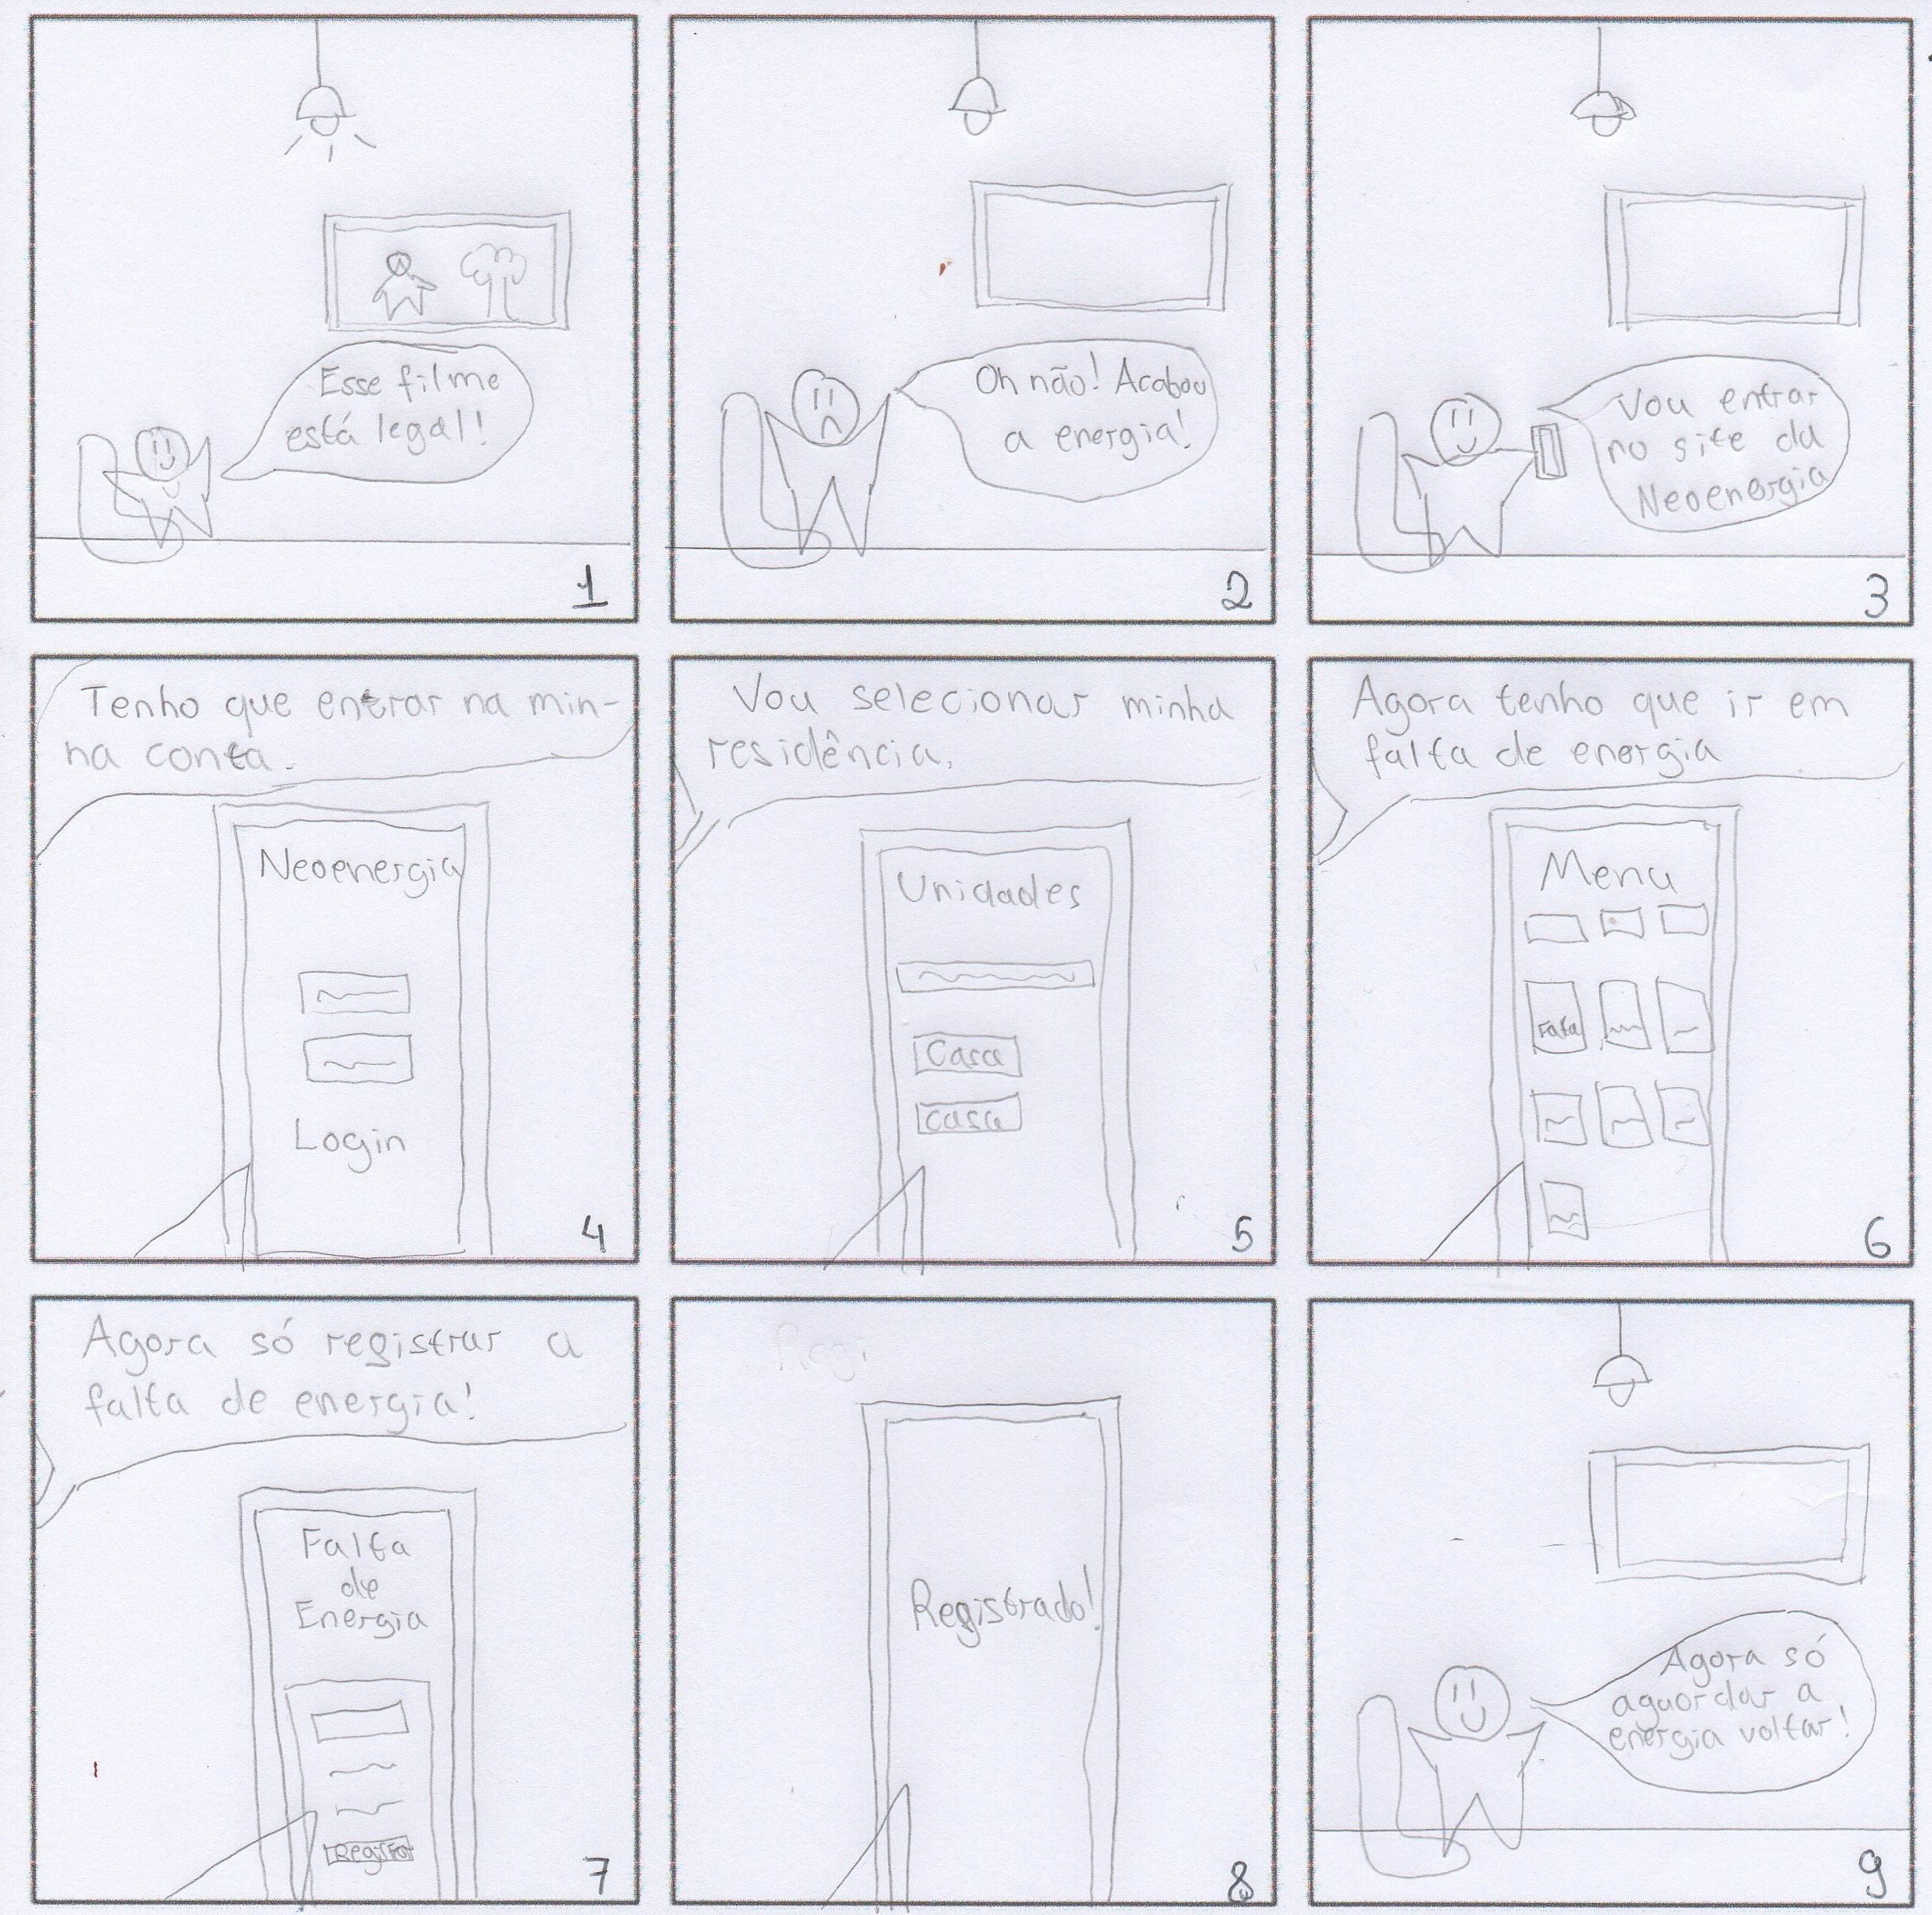 Esse filme
está legal!
1
Oh não! Acabou
a energia!
2
Vou entrar
no site da
Neoenergia
3
Tenho que entrar na min-
ha conta.
Neoenergia
Login
4
Vou selecionar minha
residência.
Unidades
Casa
casa
5
Agora tenho que ir em
falta de energia
Menu
Falta
6
Agora só registrar a
falta de energia!
Falta
de
Energia
Registrar
7
Regi
Registrado!
8
Agora só
aguardar a
energia voltar!
9